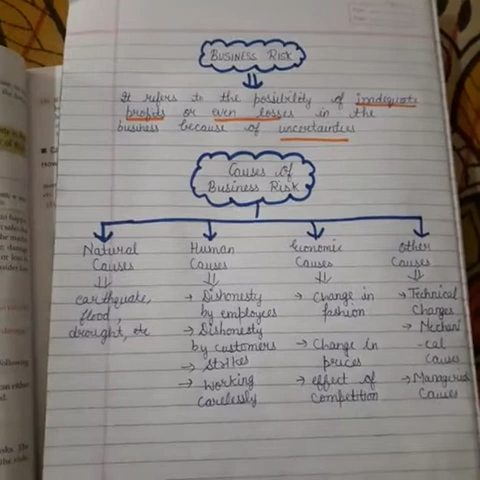 BUSINESS RISK
It refers to the posibility of inadequate
profits or even losses in the
business because of uncertainties
Causes of
Business Risk
Natural
Causes
earthquake,
flood,
drought, etc
Human
Causes
→ Dishonesty
by employees
→ Dishonesty
by customers
→ Strikes
→ Working
carelessly
Economic
Causes
→ Change in
fashion
→ Change in
prices
→ effect of
competition
Other
Causes
→ Technical
Changes
→ Mechani
-cal
Causes
→ Managerial
Causes